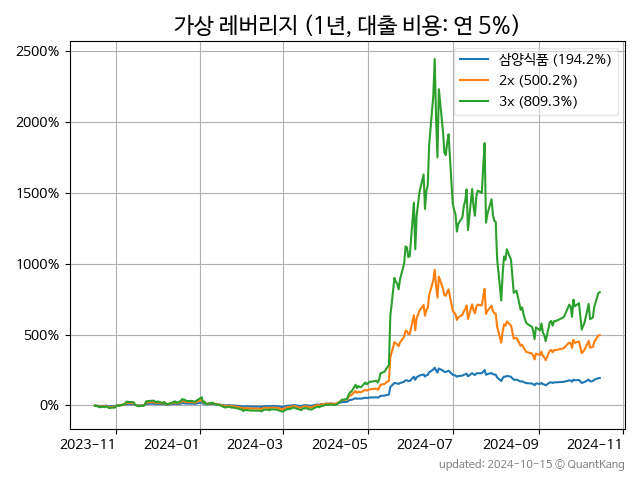 가상 레버리지 (1년, 대출 비용: 연 5%)
2500%
2000%
1500%
1000%
500%
0%
삼양식품 (194.2%)
2x (500.2%)
3x (809.3%)
2023-11 2024-01 2024-03 2024-05 2024-07 2024-09 2024-11
updated: 2024-10-15 © QuantKang